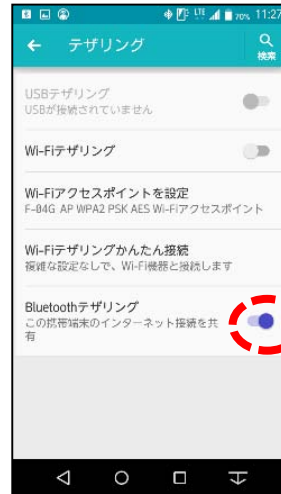 LTE 70% 11:27
テザリング
検索
USBテザリング
USBが接続されていません
Wi-Fiテザリング
Wi-Fiアクセスポイントを設定
F-04G AP WPA2 PSK AES Wi-Fiアクセスポイント
Wi-Fiテザリングかんたん接続
複雑な設定なしで、Wi-Fi機器と接続します
Bluetoothテザリング
この携帯端末のインターネット接続を共
有